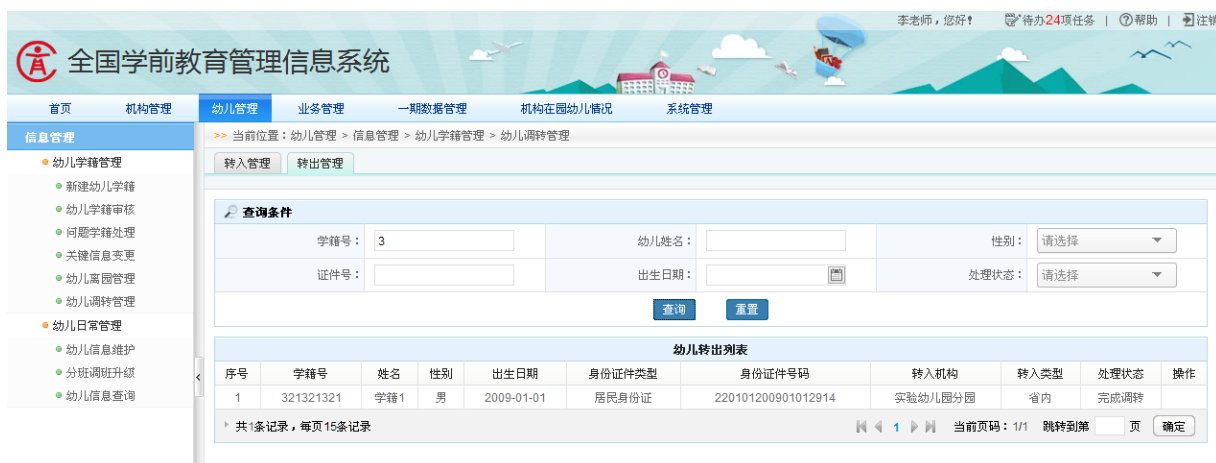 李老师，您好！ 待办24项任务 | ?帮助 | 注销
全国学前教育管理信息系统
首页 机构管理 幼儿管理 业务管理 一期数据管理 机构在园幼儿情况 系统管理
信息管理
幼儿学籍管理
新建幼儿学籍
幼儿学籍审核
问题学籍处理
关键信息变更
幼儿离园管理
幼儿调转管理
幼儿日常管理
幼儿信息维护
分班调班升级
幼儿信息查询
>> 当前位置：幼儿管理 > 信息管理 > 幼儿学籍管理 > 幼儿调转管理
转入管理 转出管理
查询条件
学籍号： 3 幼儿姓名： 性别： 请选择
证件号： 出生日期： 处理状态： 请选择
查询 重置
幼儿转出列表
序号 学籍号 姓名 性别 出生日期 身份证件类型 身份证件号码 转入机构 转入类型 处理状态 操作
1 321321321 学籍1 男 2009-01-01 居民身份证 220101200901012914 实验幼儿园分园 省内 完成调转
共1条记录，每页15条记录 1 当前页码：1/1 跳转到第 页 确定